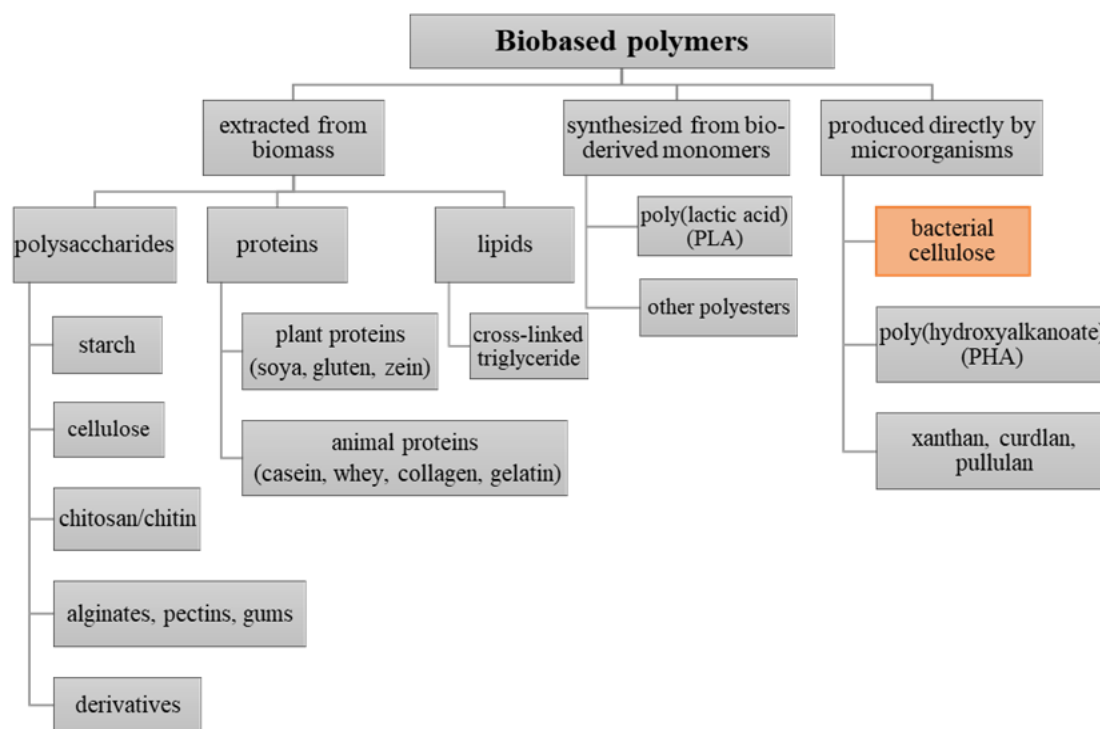 Biobased polymers
extracted from
biomass
synthesized from bio-
derived monomers
produced directly by
microorganisms
polysaccharides
proteins
lipids
poly(lactic acid)
(PLA)
bacterial
cellulose
starch
plant proteins
(soya, gluten, zein)
cross-linked
triglyceride
other polyesters
poly(hydroxyalkanoate)
(PHA)
cellulose
animal proteins
(casein, whey, collagen, gelatin)
xanthan, curdlan,
pullulan
chitosan/chitin
alginates, pectins, gums
derivatives